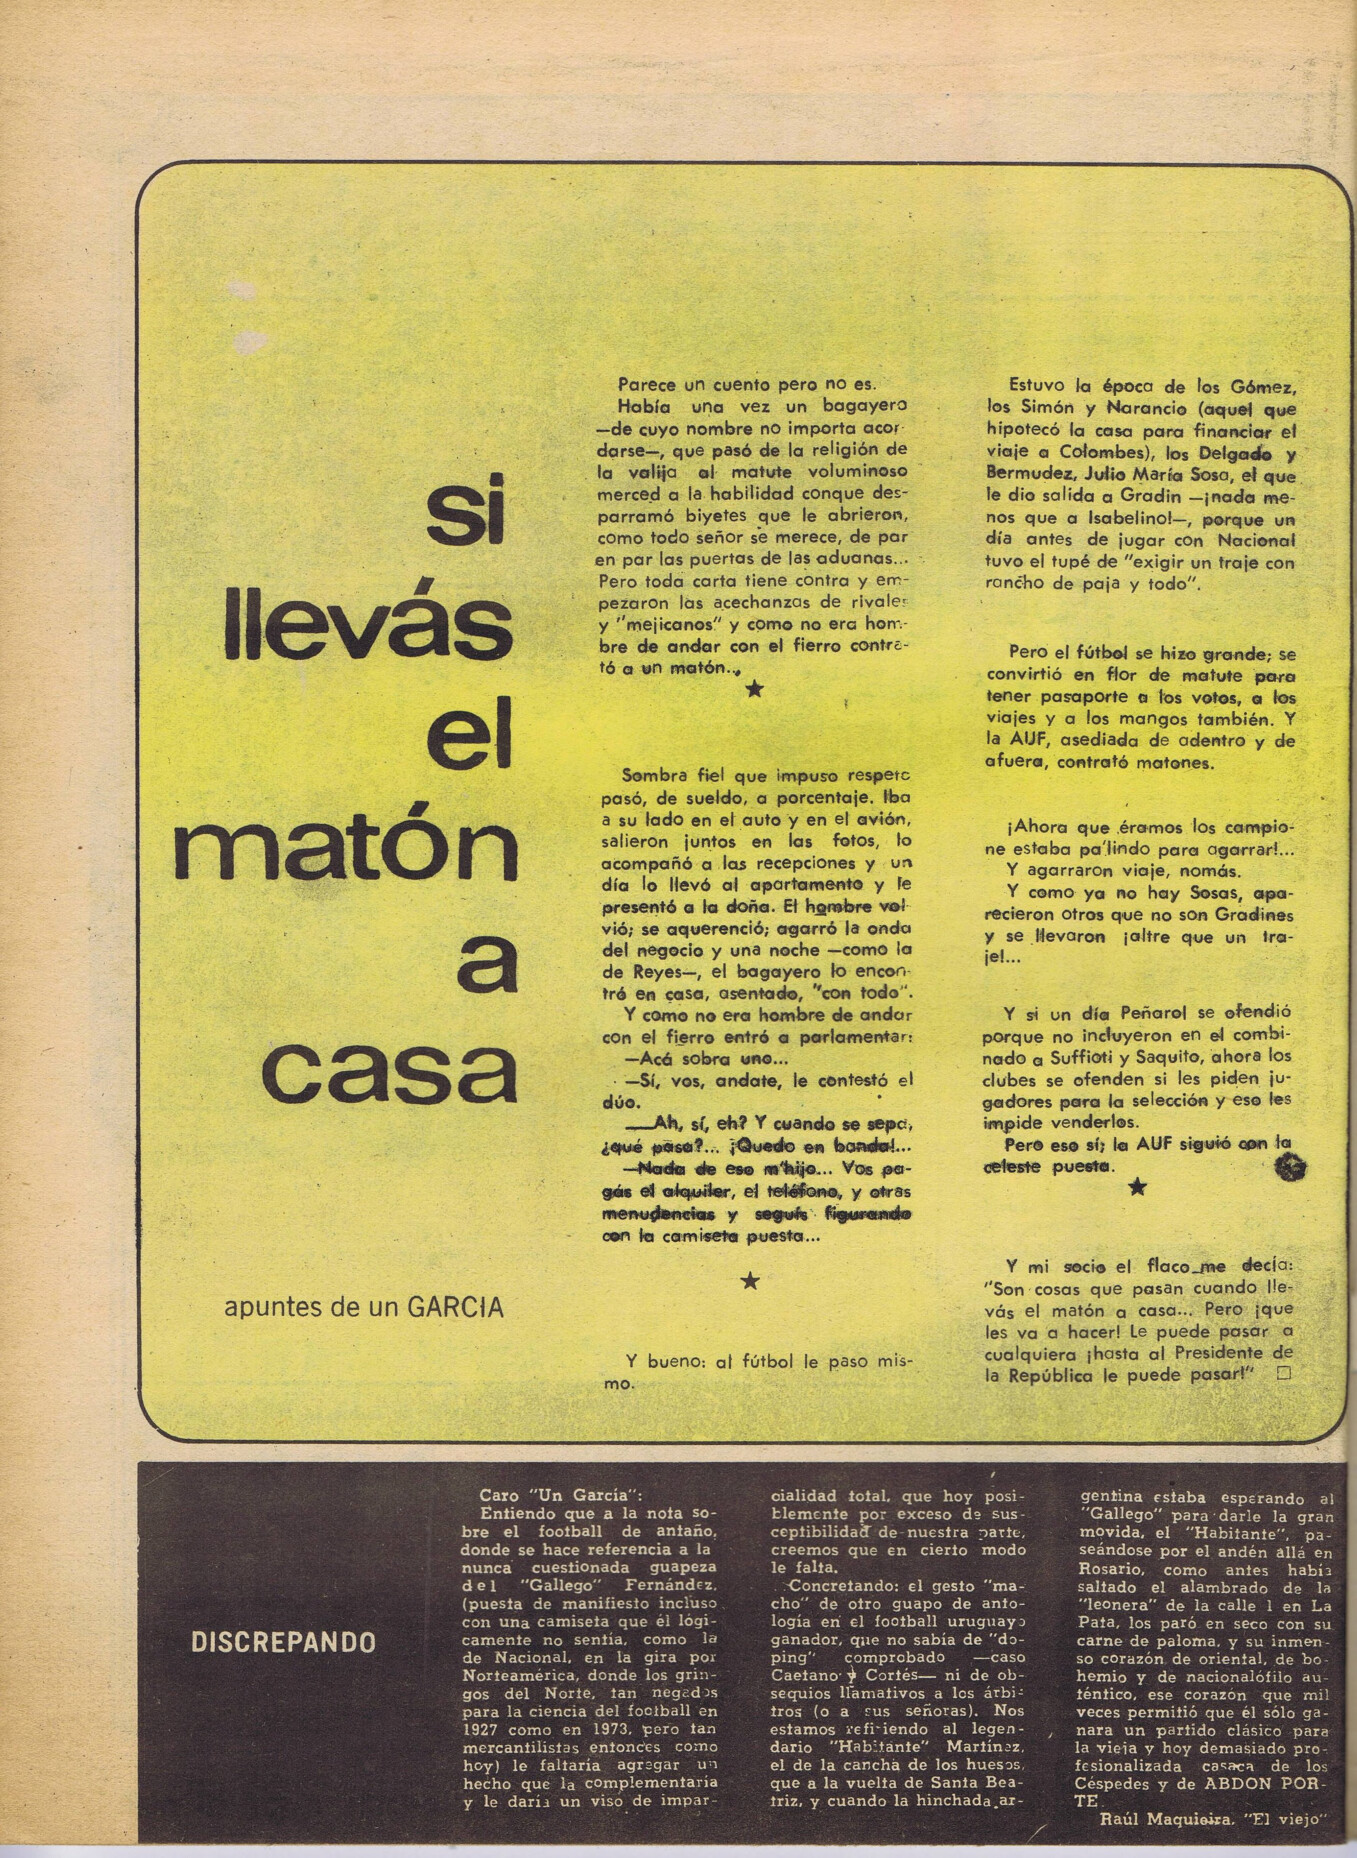 si
llevás
el
matón
a
casa
apuntes de un GARCIA
Parece un cuento pero no es.
Había una vez un bagayero
—de cuyo nombre no importa acor-
darse—, que pasó de la religión de
la valija al matute voluminoso
merced a la habilidad conque des-
parramó biyetes que le abrieron,
como todo señor se merece, de par
en par las puertas de las aduanas...
Pero toda carta tiene contra y em-
pezaron las acechanzas de rivales
y "mejicanos" y como no era hom-
bre de andar con el fierro contra-
tó a un matón...
★
Sombra fiel que impuso respeto
pasó, de sueldo, a porcentaje. Iba
a su lado en el auto y en el avión,
salieron juntos en las fotos, lo
acompañó a las recepciones y un
día lo llevó al apartamento y le
presentó a la doña. El hombre vol-
vió; se aquerenció; agarró la onda
del negocio y una noche —como la
de Reyes—, el bagayero lo encon-
tró en casa, asentado, "con todo".
Y como no era hombre de andar
con el fierro entró a parlamentar:
—Acá sobra uno...
—Sí, vos, andate, le contestó el
dúo.
—Ah, sí, eh? Y cuando se sepa,
¿qué pasa?... ¡Quedo en banda!...
—Nada de eso m'hijo... Vos pa-
gás el alquiler, el teléfono, y otras
menudencias y seguís figurando
con la camiseta puesta...
★
Y bueno: al fútbol le paso mis-
mo.
Estuvo la época de los Gómez,
los Simón y Narancio (aquel que
hipotecó la casa para financiar el
viaje a Colombes), los Delgado y
Bermudez, Julio María Sosa, el que
le dio salida a Gradin —¡nada me-
nos que a Isabelino!—, porque un
día antes de jugar con Nacional
tuvo el tupé de "exigir un traje con
rancho de paja y todo".
Pero el fútbol se hizo grande; se
convirtió en flor de matute para
tener pasaporte a los votos, a los
viajes y a los mangos también. Y
la AUF, asediada de adentro y de
afuera, contrató matones.
¡Ahora que éramos los campio-
ne estaba pa'lindo para agarrar!...
Y agarraron viaje, nomás.
Y como ya no hay Sosas, apa-
recieron otros que no son Gradines
y se llevaron ¡altre que un tra-
je!...
Y si un día Peñarol se ofendió
porque no incluyeron en el combi-
nado a Suffioti y Saquito, ahora los
clubes se ofenden si les piden ju-
gadores para la selección y eso les
impide venderlos.
Pero eso sí; la AUF siguió con la
celeste puesta.
★
Y mi socio el flaco me decía:
"Son cosas que pasan cuando lle-
vás el matón a casa... Pero ¡que
les va a hacer! Le puede pasar a
cualquiera ¡hasta al Presidente de
la República le puede pasar!" □
DISCREPANDO
Caro "Un García":
Entiendo que a la nota so-
bre el football de antaño,
donde se hace referencia a la
nunca cuestionada guapeza
del "Gallego" Fernández,
(puesta de manifiesto incluso
con una camiseta que él lógi-
camente no sentía, como la
de Nacional, en la gira por
Norteamérica, donde los grin-
gos del Norte, tan negados
para la ciencia del football en
1927 como en 1973, pero tan
mercantilistas entonces como
hoy) le faltaría agregar un
hecho que la complementaria
y le daría un viso de impar-
cialidad total, que hoy posi-
blemente por exceso de sus-
ceptibilidad de nuestra parte,
creemos que en cierto modo
le falta.
Concretando: el gesto "ma-
cho" de otro guapo de anto-
logía en el football uruguayo
ganador, que no sabía de "do-
ping" comprobado —caso
Caetano y Cortés— ni de ob-
sequios llamativos a los árbi-
tros (o a sus señoras). Nos
estamos refiriendo al legen-
dario "Habitante" Martínez,
el de la cancha de los huesos,
que a la vuelta de Santa Bea-
triz, y cuando la hinchada ar-
gentina estaba esperando al
"Gallego" para darle la gran
movida, el "Habitante", pa-
seándose por el andén allá en
Rosario, como antes había
saltado el alambrado de la
"leonera" de la calle 1 en La
Pata, los paró en seco con su
carne de paloma, y su inmen-
so corazón de oriental, de bo-
hemio y de nacionalófilo au-
téntico, ese corazón que mil
veces permitió que él sólo ga-
nara un partido clásico para
la vieja y hoy demasiado pro-
fesionalizada casaca de los
Céspedes y de ABDON POR-
TE.
Raúl Maquieira. "El viejo"